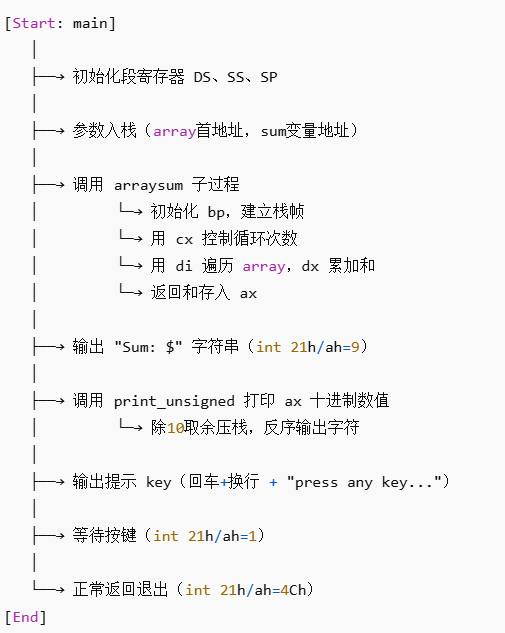 [Start: main]
│
├─→ 初始化段寄存器 DS、SS、SP
│
├─→ 参数入栈（array首地址，sum变量地址）
│
├─→ 调用 arraysum 子过程
│ └→ 初始化 bp，建立栈帧
│ └→ 用 cx 控制循环次数
│ └→ 用 di 遍历 array，dx 累加和
│ └→ 返回和存入 ax
│
├─→ 输出 "Sum: $" 字符串（int 21h/ah=9）
│
├─→ 调用 print_unsigned 打印 ax 十进制数值
│ └→ 除10取余压栈，反序输出字符
│
├─→ 输出提示 key（回车+换行 + "press any key..."）
│
├─→ 等待按键（int 21h/ah=1）
│
└─→ 正常返回退出（int 21h/ah=4Ch）
[End]